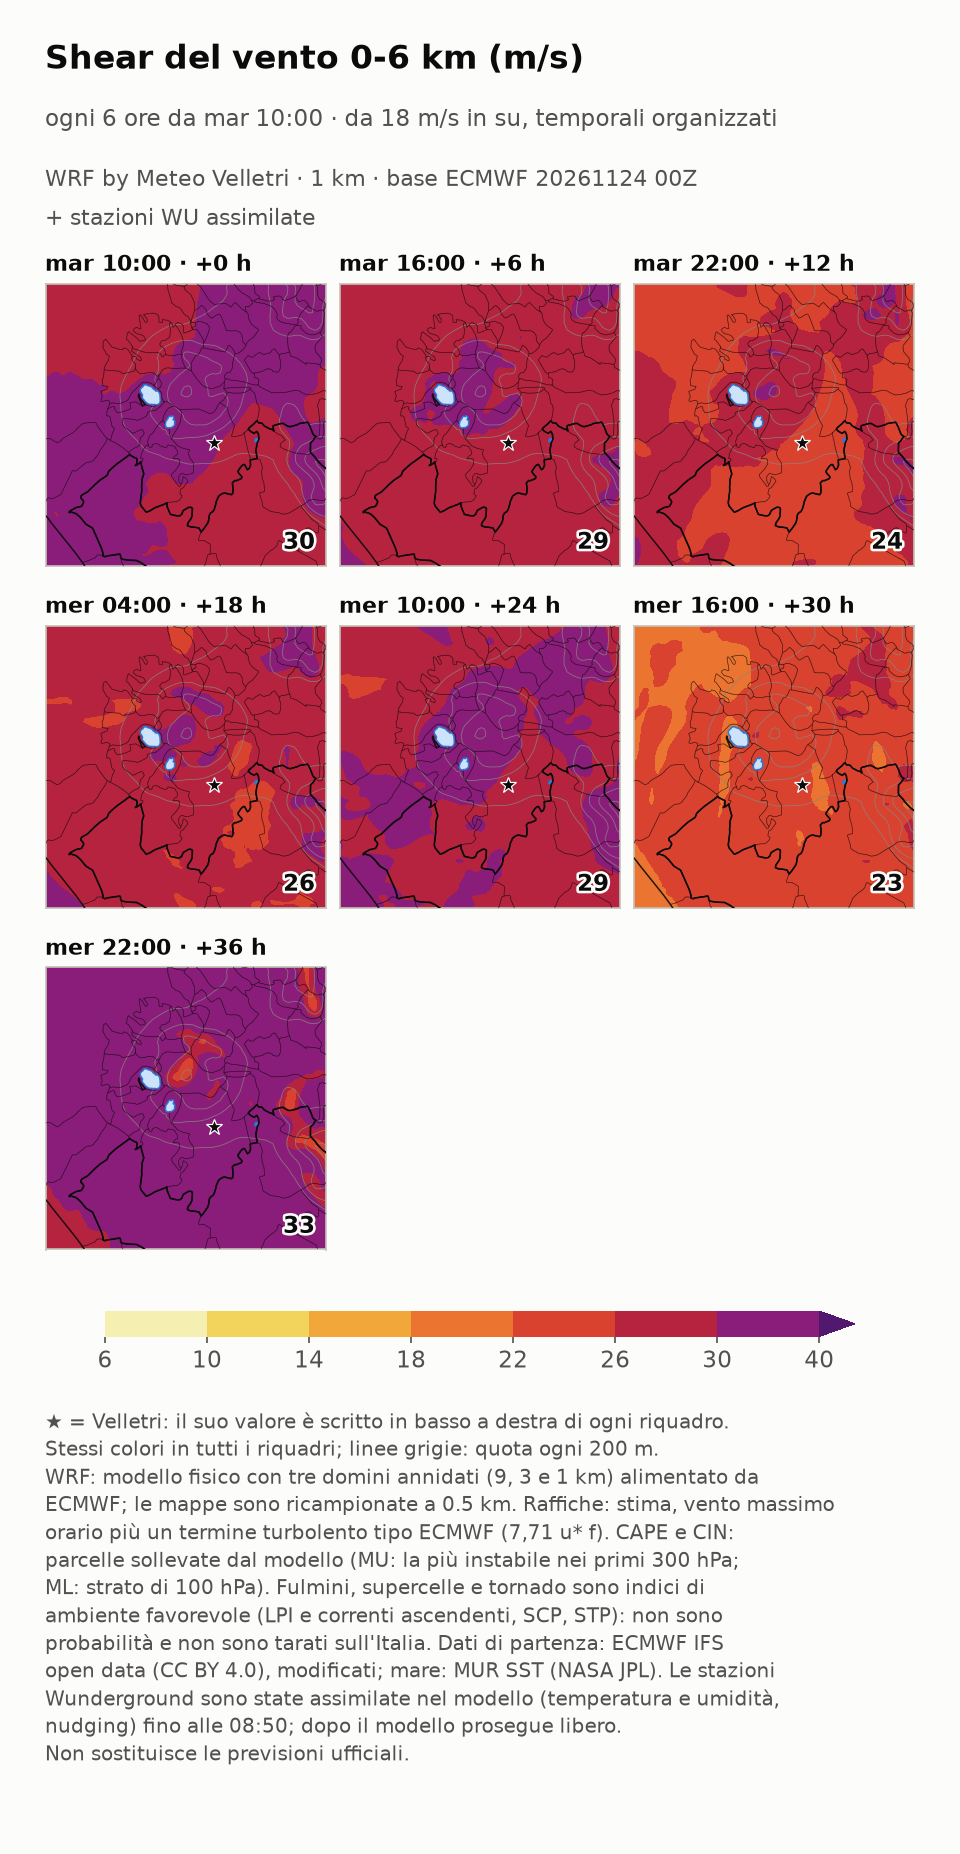 Shear del vento 0-6 km (m/s)
ogni 6 ore da mar 10:00 · da 18 m/s in su, temporali organizzati
WRF by Meteo Velletri · 1 km · base ECMWF 20261124 00Z
+ stazioni WU assimilate
mar 10:00 · +0 h
mar 16:00 · +6 h
mar 22:00 · +12 h
30
29
24
mer 04:00 · +18 h
mer 10:00 · +24 h
mer 16:00 · +30 h
26
29
23
mer 22:00 · +36 h
33
6 10 14 18 22 26 30 40
★ = Velletri: il suo valore è scritto in basso a destra di ogni riquadro.
Stessi colori in tutti i riquadri; linee grigie: quota ogni 200 m.
WRF: modello fisico con tre domini annidati (9, 3 e 1 km) alimentato da
ECMWF; le mappe sono ricampionate a 0.5 km. Raffiche: stima, vento massimo
orario più un termine turbolento tipo ECMWF (7,71 u* f). CAPE e CIN:
parcelle sollevate dal modello (MU: la più instabile nei primi 300 hPa;
ML: strato di 100 hPa). Fulmini, supercelle e tornado sono indici di
ambiente favorevole (LPI e correnti ascendenti, SCP, STP): non sono
probabilità e non sono tarati sull'Italia. Dati di partenza: ECMWF IFS
open data (CC BY 4.0), modificati; mare: MUR SST (NASA JPL). Le stazioni
Wunderground sono state assimilate nel modello (temperatura e umidità,
nudging) fino alle 08:50; dopo il modello prosegue libero.
Non sostituisce le previsioni ufficiali.